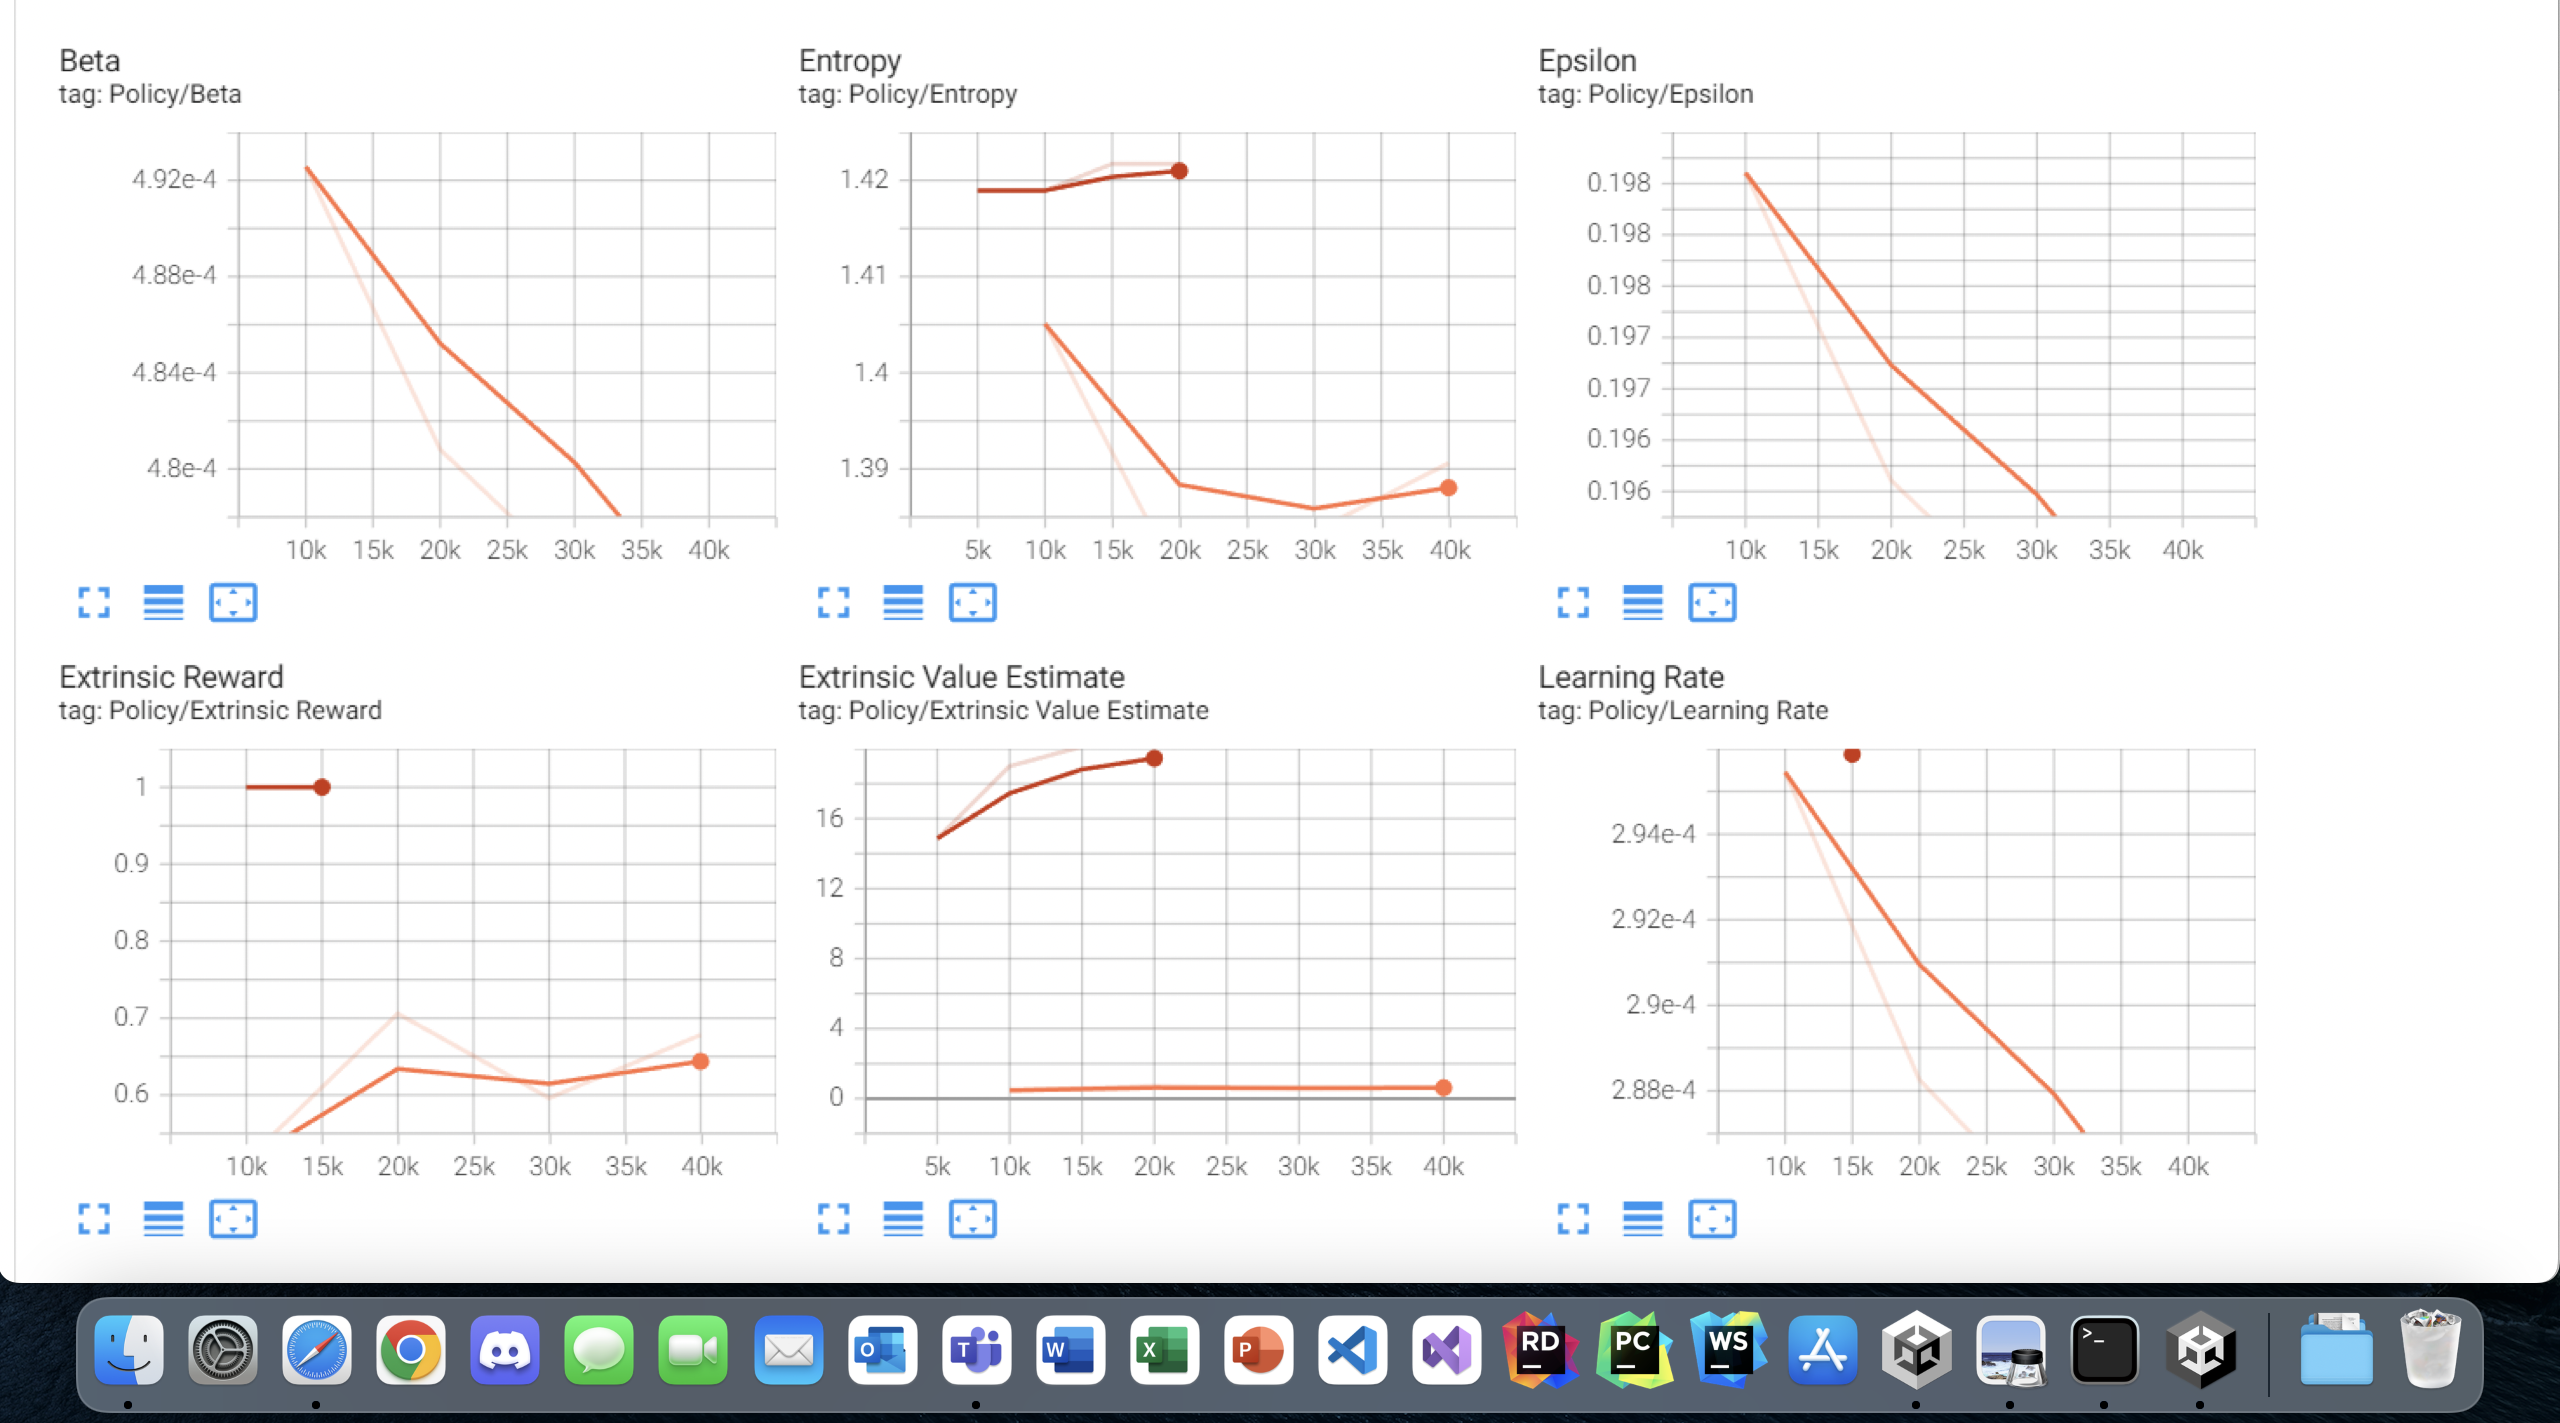 Beta
tag: Policy/Beta
4.92e-4
4.88e-4
4.84e-4
4.8e-4
10k 15k 20k 25k 30k 35k 40k
Entropy
tag: Policy/Entropy
1.42
1.41
1.4
1.39
5k 10k 15k 20k 25k 30k 35k 40k
Epsilon
tag: Policy/Epsilon
0.198
0.198
0.198
0.197
0.197
0.196
0.196
10k 15k 20k 25k 30k 35k 40k
Extrinsic Reward
tag: Policy/Extrinsic Reward
1
0.9
0.8
0.7
0.6
10k 15k 20k 25k 30k 35k 40k
Extrinsic Value Estimate
tag: Policy/Extrinsic Value Estimate
16
12
8
4
0
5k 10k 15k 20k 25k 30k 35k 40k
Learning Rate
tag: Policy/Learning Rate
2.94e-4
2.92e-4
2.9e-4
2.88e-4
10k 15k 20k 25k 30k 35k 40k
O T W X P RD PC WS >_